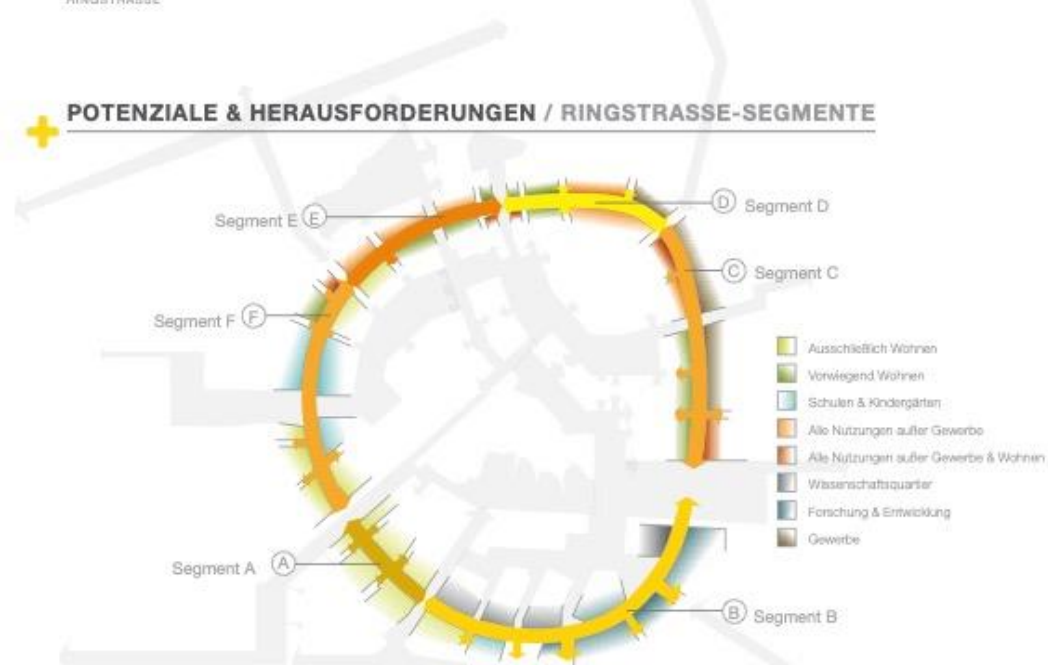 RINGSTRASSE
POTENZIALE & HERAUSFORDERUNGEN / RINGSTRASSE-SEGMENTE
Segment E E
D Segment D
C Segment C
Segment F F
Ausschließlich Wohnen
Vorwiegend Wohnen
Schulen & Kindergärten
Alle Nutzungen außer Gewerbe
Alle Nutzungen außer Gewerbe & Wohnen
Wissenschaftsquartier
Forschung & Entwicklung
Gewerbe
Segment A A
B Segment B